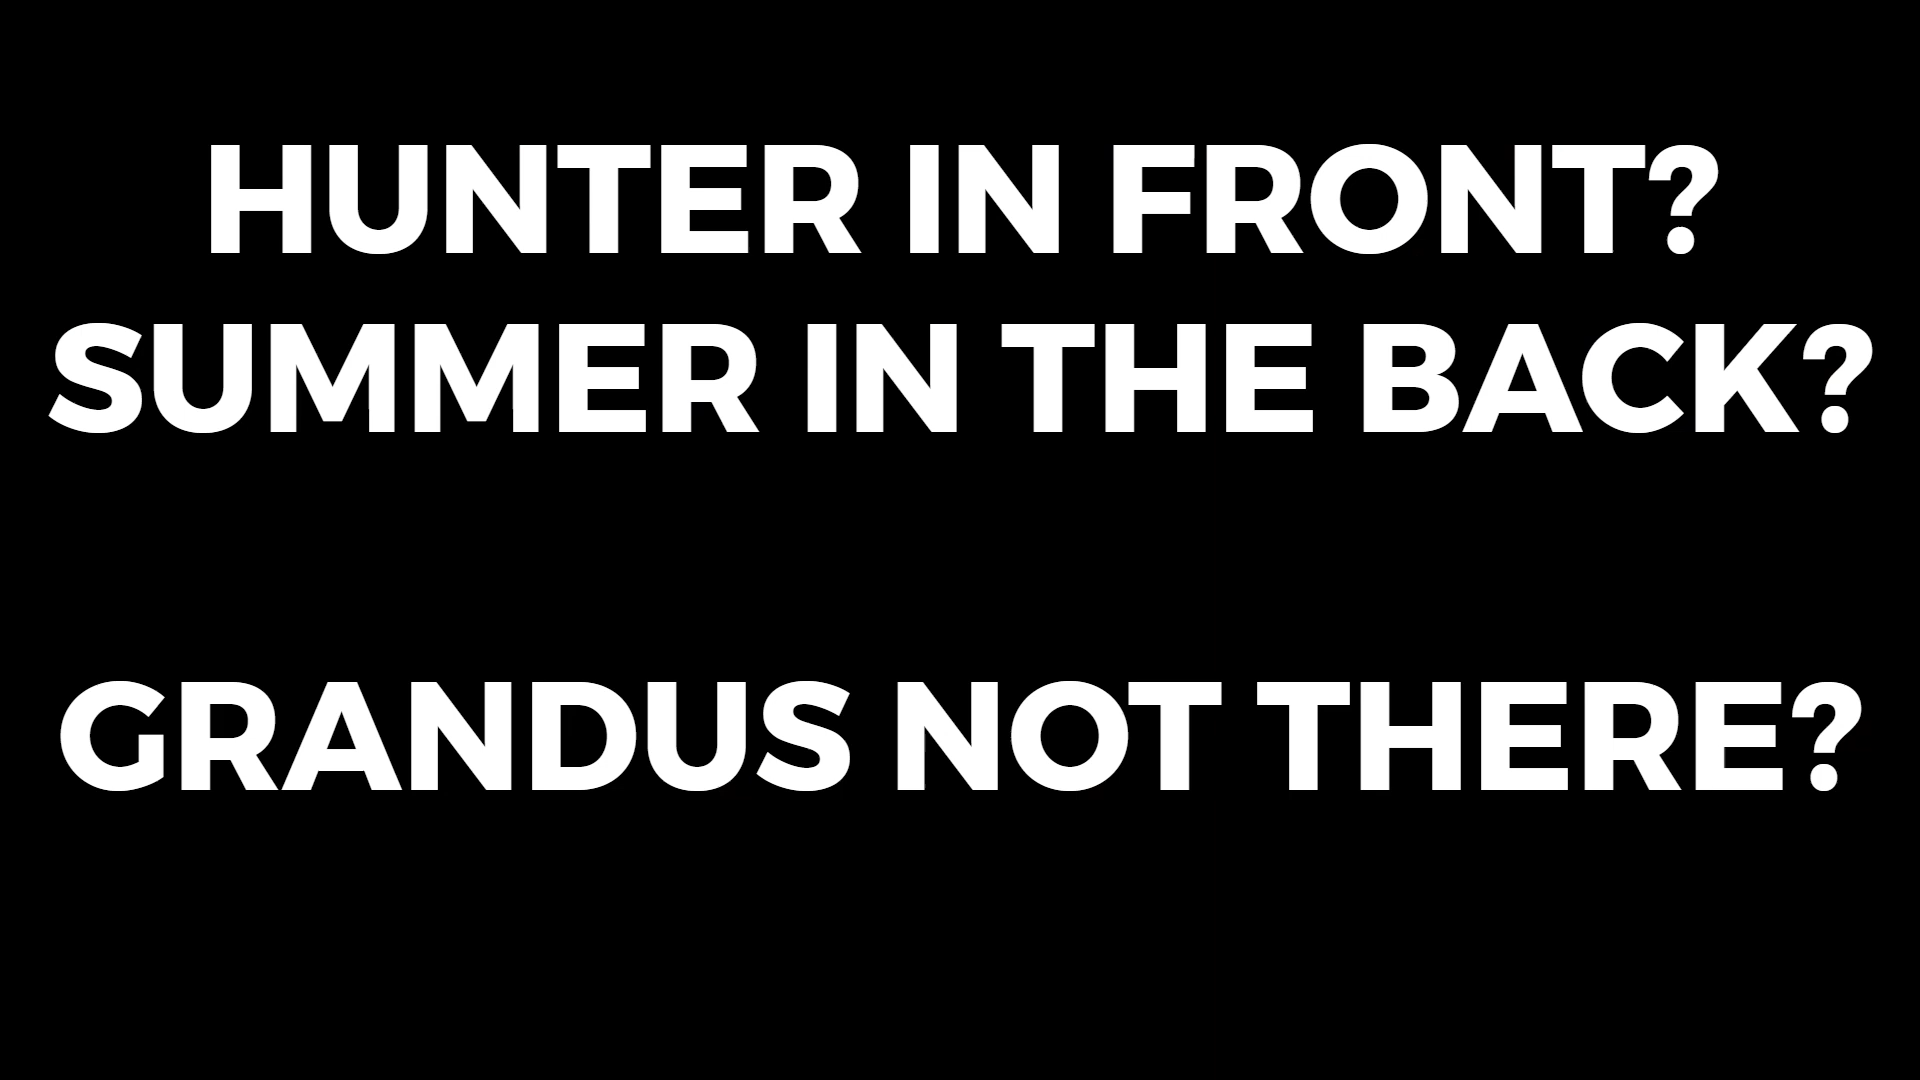 HUNTER IN FRONT?
SUMMER IN THE BACK?
GRANDUS NOT THERE?